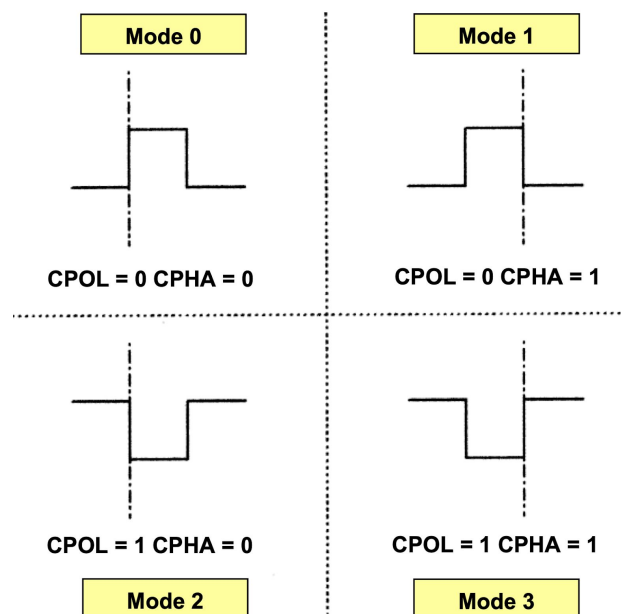 Mode 0
Mode 1
CPOL = 0 CPHA = 0
CPOL = 0 CPHA = 1
CPOL = 1 CPHA = 0
CPOL = 1 CPHA = 1
Mode 2
Mode 3